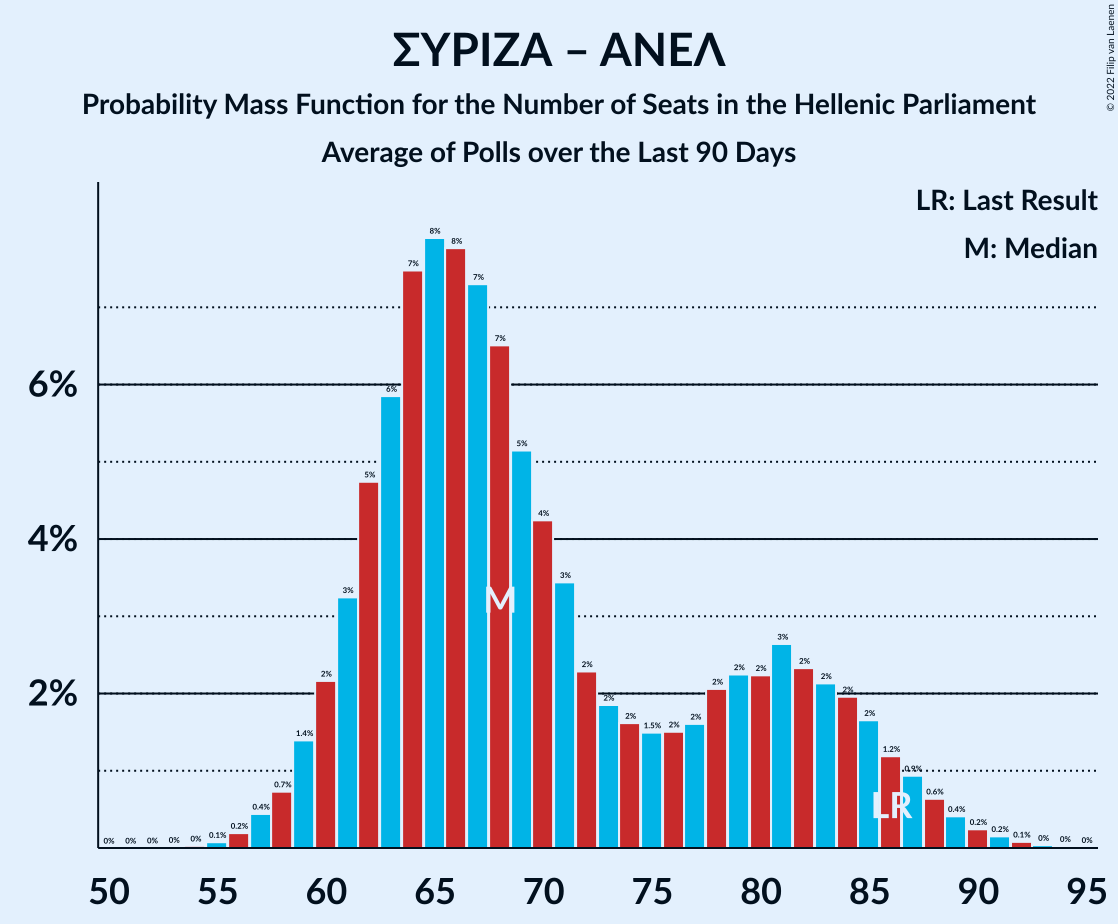 ΣΥΡΙΖΑ – ΑΝΕΛ
Probability Mass Function for the Number of Seats in the Hellenic Parliament
Average of Polls over the Last 90 Days
© 2022 Filip van Laenen
LR: Last Result
M: Median
6%
4%
2%
0% 0% 0% 0% 0% 0.1% 0.2% 0.4% 0.7% 1.4% 2% 3% 5% 6% 7% 8% 8% 7% 7% 5% 4% 3% 2% 2% 2% 1.5% 2% 2% 2% 2% 2% 3% 2% 2% 2% 2% 1.2% 0.9% 0.6% 0.4% 0.2% 0.2% 0.1% 0% 0% 0%
M
LR
50 55 60 65 70 75 80 85 90 95